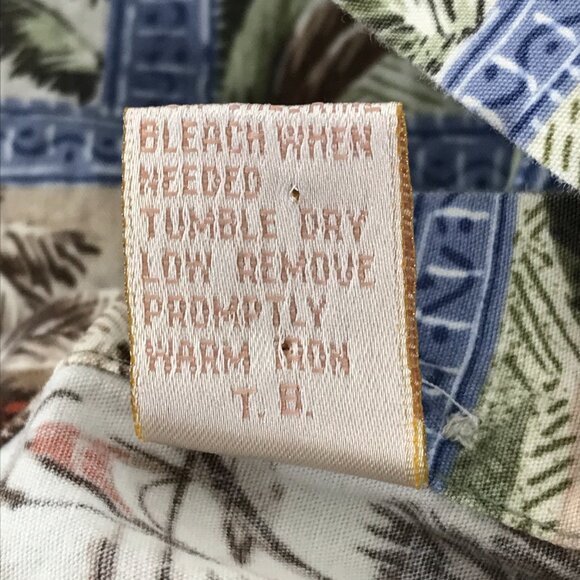 BLEACH WHEN
NEEDED
TUMBLE DRY
LOW REMOVE
PROMPTLY
WARM IRON
T. B.